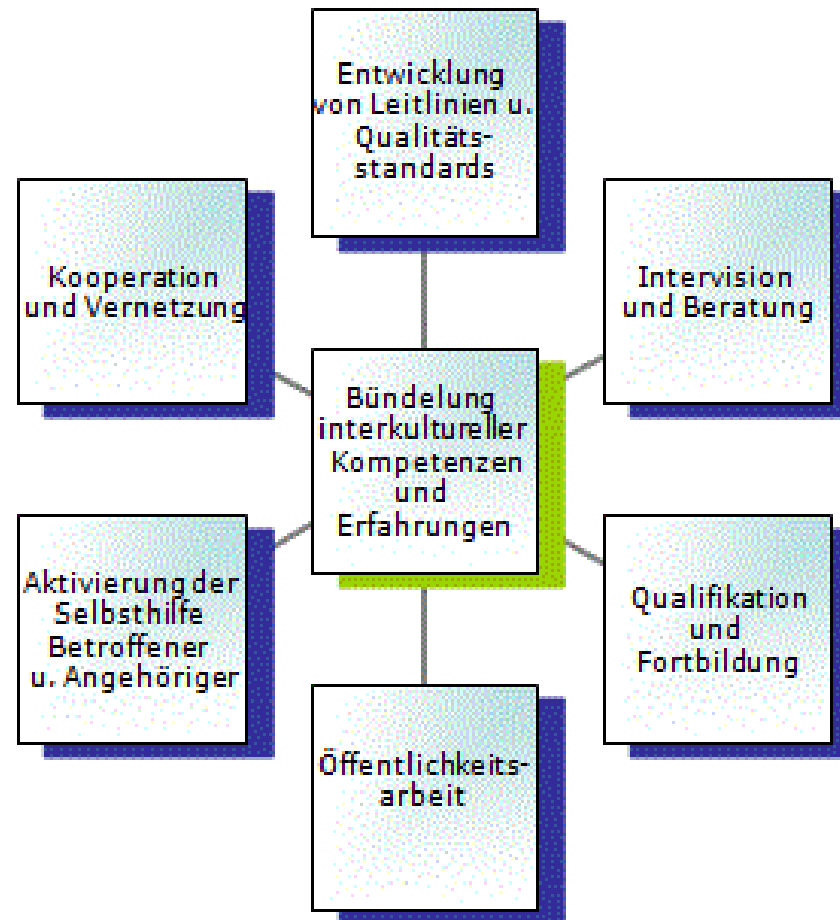 Entwicklung
von Leitlinien u.
Qualitäts-
standards
Kooperation
und Vernetzung
Intervision
und Beratung
Bündelung
interkultureller
Kompetenzen
und
Erfahrungen
Aktivierung der
Selbsthilfe
Betroffener
u. Angehöriger
Qualifikation
und
Fortbildung
Öffentlichkeits-
arbeit